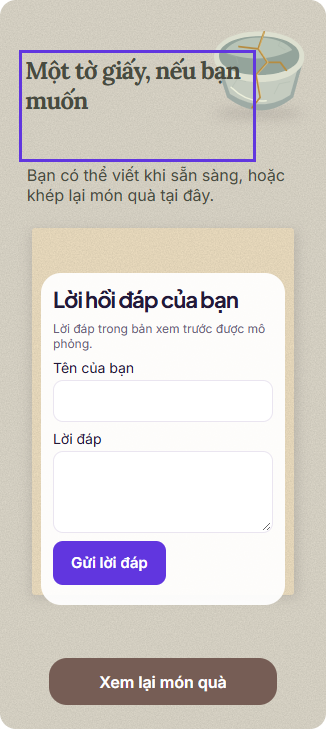 Một tờ giấy, nếu bạn
muốn
Bạn có thể viết khi sẵn sàng, hoặc
khép lại món quà tại đây.
Lời hồi đáp của bạn
Lời đáp trong bản xem trước được mô
phỏng.
Tên của bạn
Lời đáp
Gửi lời đáp
Xem lại món quà